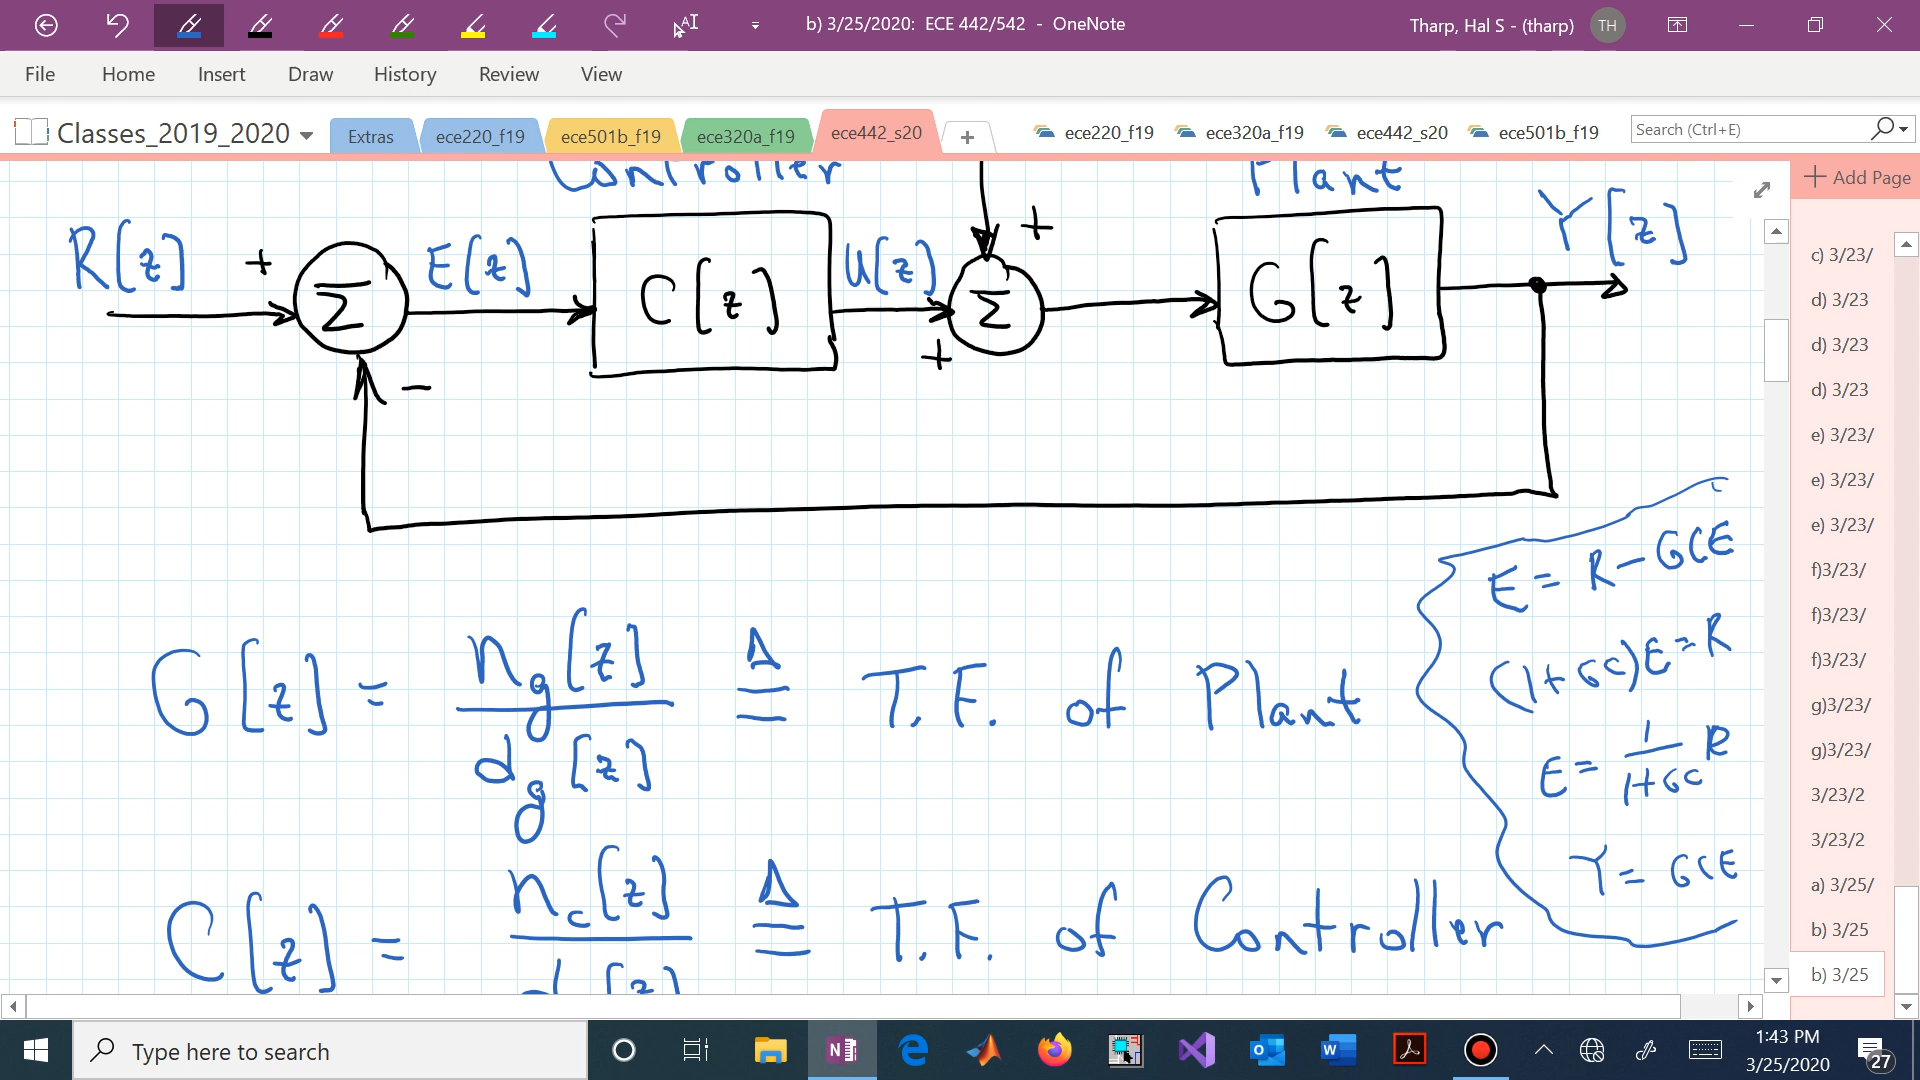 b) 3/25/2020: ECE 442/542 - OneNote
Tharp, Hal S - (tharp)
TH
File Home Insert Draw History Review View
Classes_2019_2020
Extras ece220_f19 ece501b_f19 ece320a_f19 ece442_s20 +
ece220_f19 ece320a_f19 ece442_s20 ece501b_f19
Search (Ctrl+E)
Add Page
Controller
Plant
R[z] + Σ E[z] C[z] U[z] + Σ + G[z] Y[z]
−
E = R − GCE
(1+GC)E = R
E = 1/(1+GC) R
Y = GCE
G[z] = n_g[z] / d_g[z] ≜ T.F. of Plant
C[z] = n_c[z] / d [z] ≜ T.F. of Controller
c) 3/23/
d) 3/23
d) 3/23
d) 3/23
e) 3/23/
e) 3/23/
e) 3/23/
f)3/23/
f)3/23/
f)3/23/
g)3/23/
g)3/23/
3/23/2
3/23/2
a) 3/25/
b) 3/25
b) 3/25
Type here to search
1:43 PM
3/25/2020
27